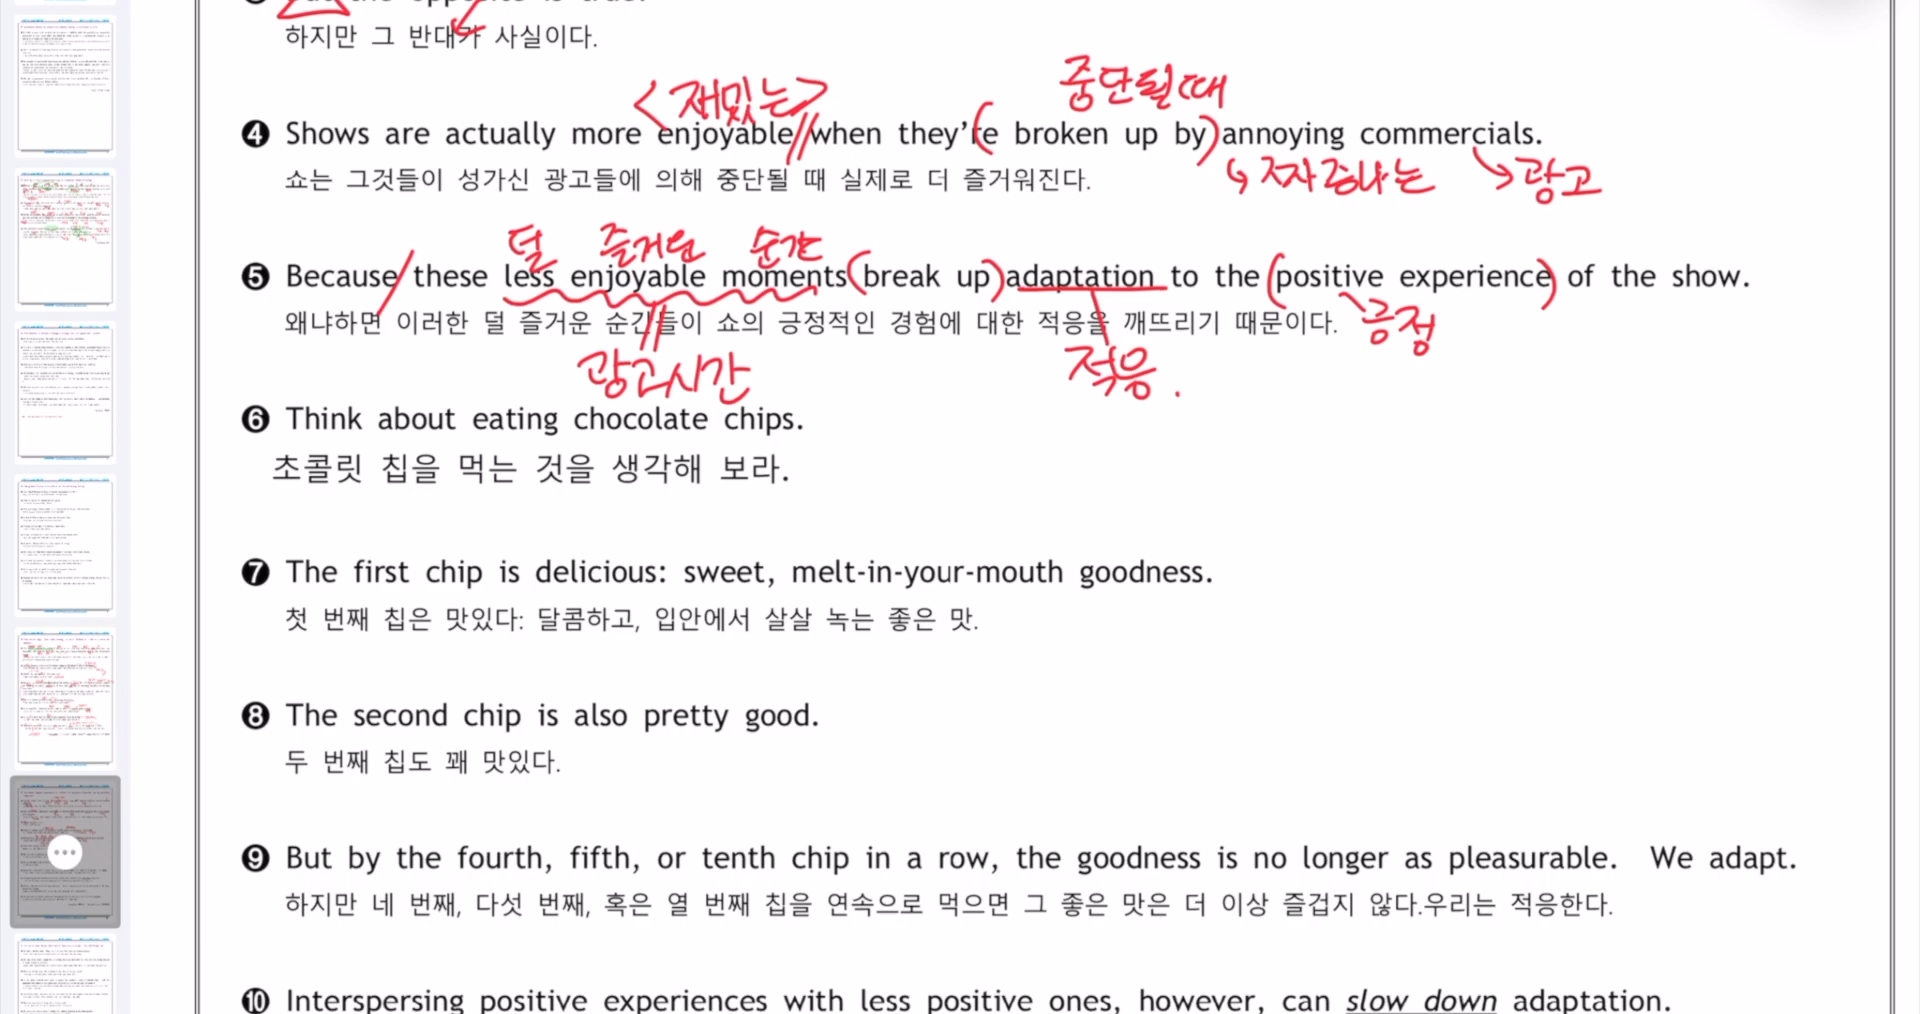 the opposite is true.
하지만 그 반대가 사실이다.
<재밌는> 중단될때
❹ Shows are actually more enjoyable when they're broken up by annoying commercials.
쇼는 그것들이 성가신 광고들에 의해 중단될 때 실제로 더 즐거워진다.
짜증나는 광고
덜 즐거운 순간
❺ Because these less enjoyable moments break up adaptation to the positive experience of the show.
왜냐하면 이러한 덜 즐거운 순간들이 쇼의 긍정적인 경험에 대한 적응을 깨뜨리기 때문이다.
긍정
광고시간 적응.
❻ Think about eating chocolate chips.
초콜릿 칩을 먹는 것을 생각해 보라.
❼ The first chip is delicious: sweet, melt-in-your-mouth goodness.
첫 번째 칩은 맛있다: 달콤하고, 입안에서 살살 녹는 좋은 맛.
❽ The second chip is also pretty good.
두 번째 칩도 꽤 맛있다.
❾ But by the fourth, fifth, or tenth chip in a row, the goodness is no longer as pleasurable. We adapt.
하지만 네 번째, 다섯 번째, 혹은 열 번째 칩을 연속으로 먹으면 그 좋은 맛은 더 이상 즐겁지 않다.우리는 적응한다.
❿ Interspersing positive experiences with less positive ones, however, can slow down adaptation.